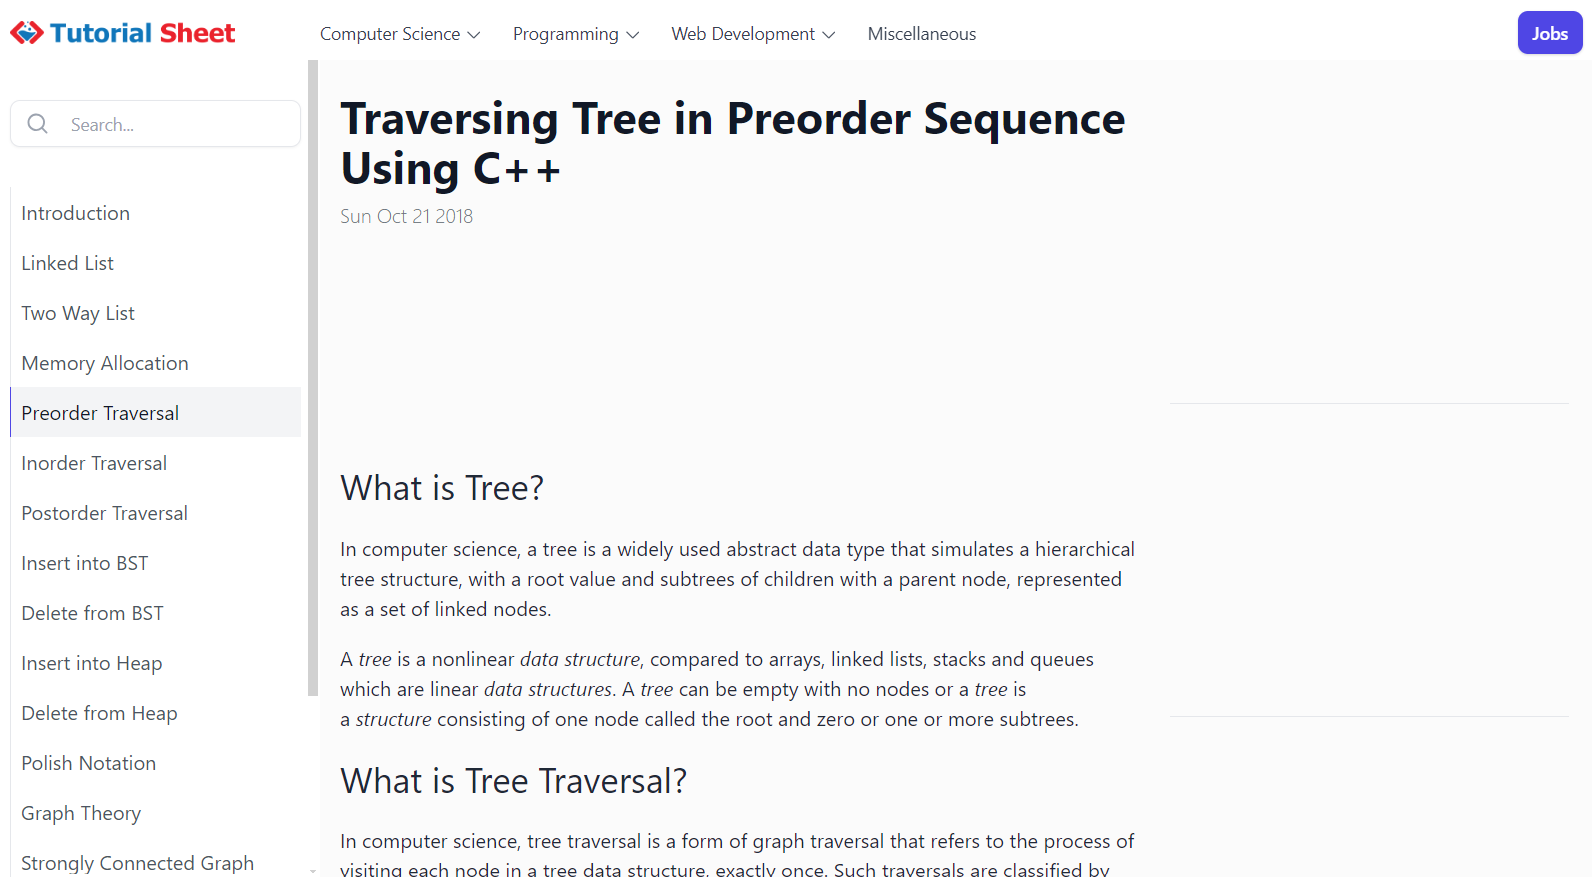 Tutorial Sheet
Computer Science
Programming
Web Development
Miscellaneous
Jobs
Search...
Introduction
Linked List
Two Way List
Memory Allocation
Preorder Traversal
Inorder Traversal
Postorder Traversal
Insert into BST
Delete from BST
Insert into Heap
Delete from Heap
Polish Notation
Graph Theory
Strongly Connected Graph
Traversing Tree in Preorder Sequence
Using C++
Sun Oct 21 2018
What is Tree?
In computer science, a tree is a widely used abstract data type that simulates a hierarchical
tree structure, with a root value and subtrees of children with a parent node, represented
as a set of linked nodes.
A tree is a nonlinear data structure, compared to arrays, linked lists, stacks and queues
which are linear data structures. A tree can be empty with no nodes or a tree is
a structure consisting of one node called the root and zero or one or more subtrees.
What is Tree Traversal?
In computer science, tree traversal is a form of graph traversal that refers to the process of
visiting each node in a tree data structure, exactly once. Such traversals are classified by